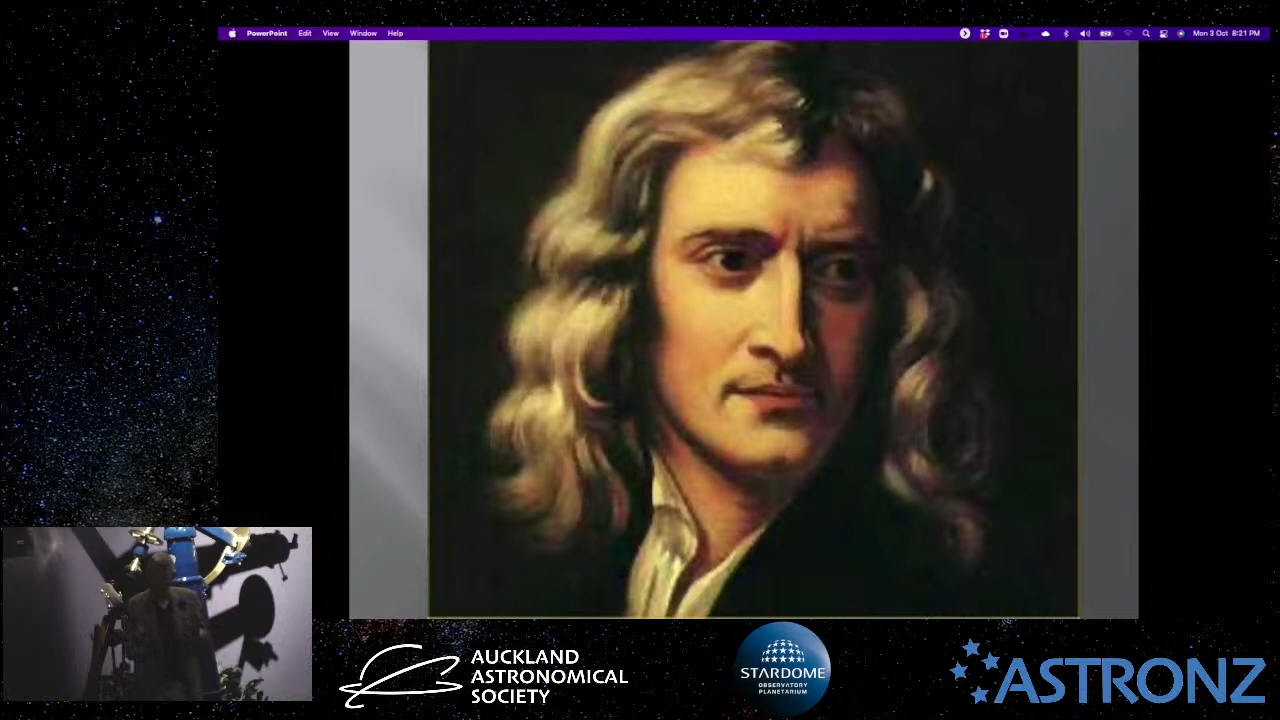 PowerPoint Edit View Window Help Mon 3 Oct 8:21 PM
AUCKLAND
ASTRONOMICAL
SOCIETY
STARDOME
OBSERVATORY
PLANETARIUM
ASTRONZ